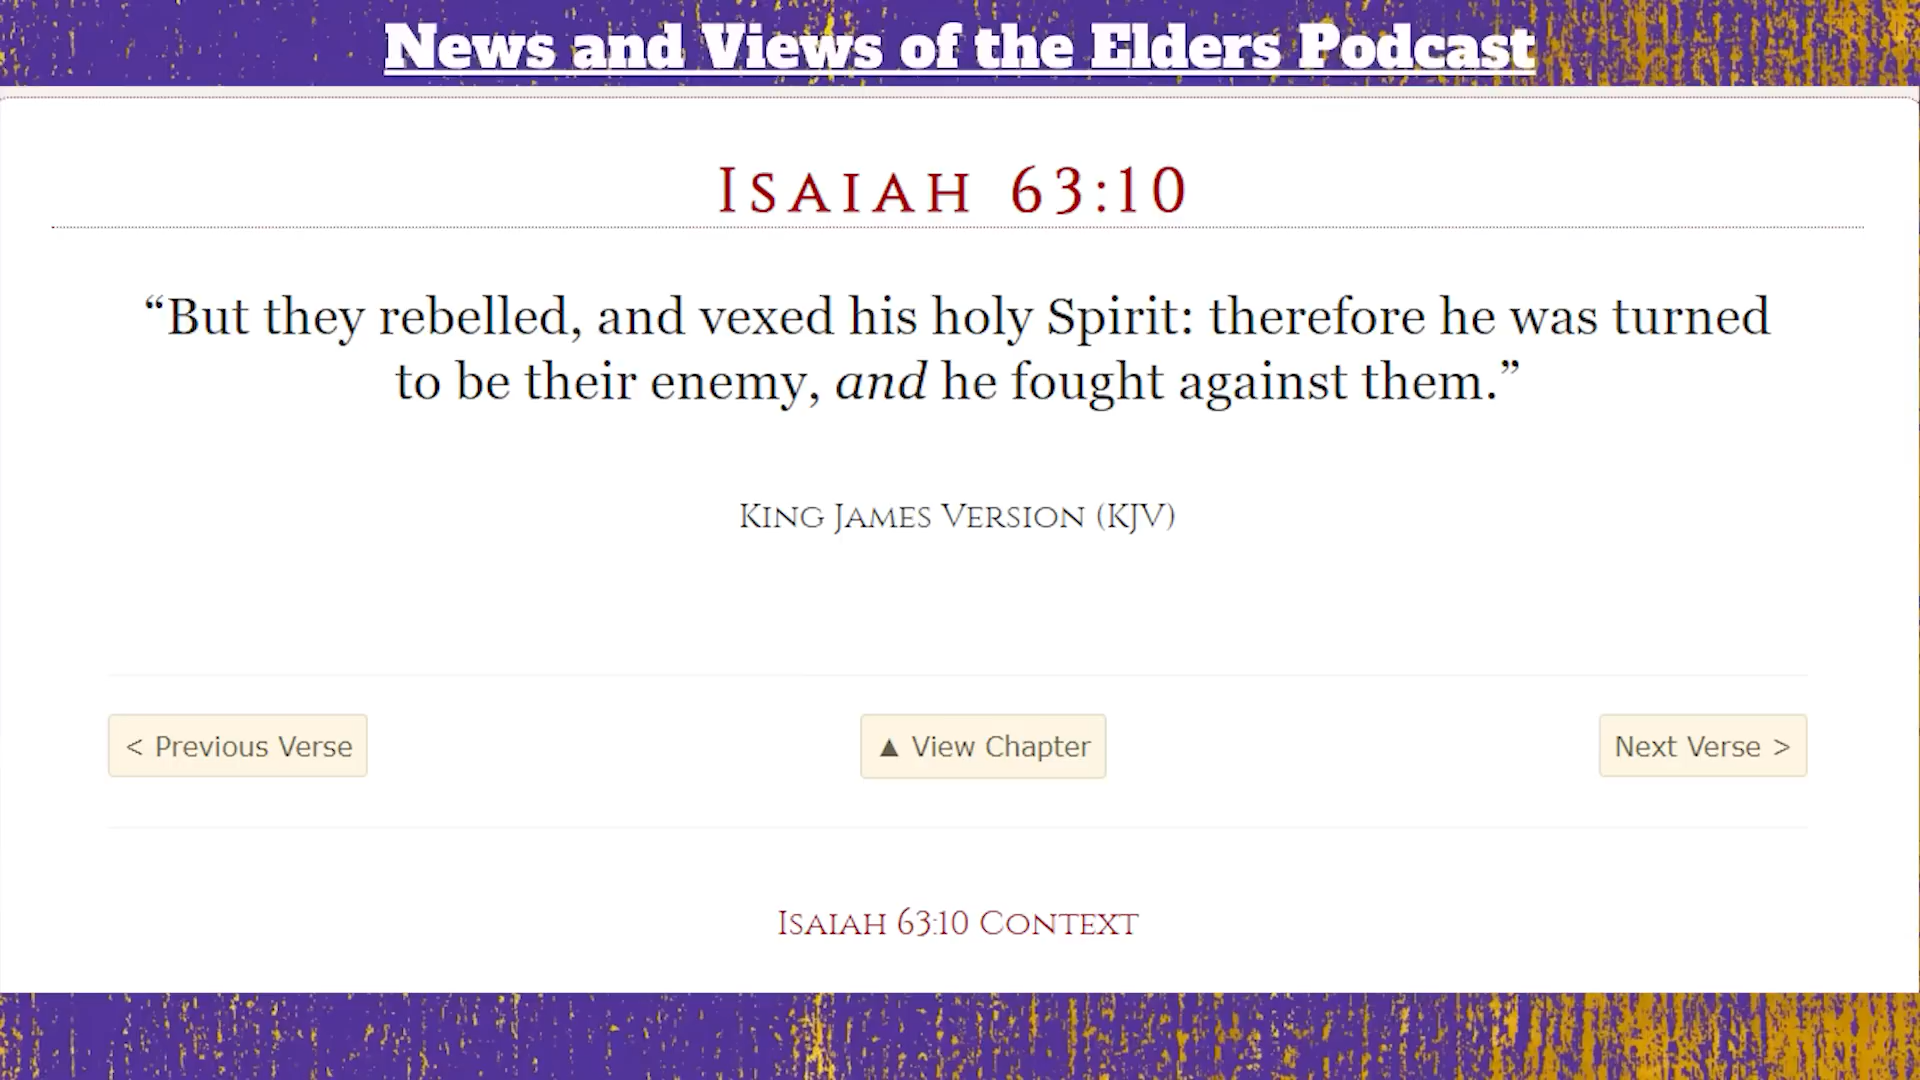 News and Views of the Elders Podcast
Isaiah 63:10
“But they rebelled, and vexed his holy Spirit: therefore he was turned
to be their enemy, and he fought against them.”
King James Version (KJV)
< Previous Verse
▲ View Chapter
Next Verse >
Isaiah 63:10 Context